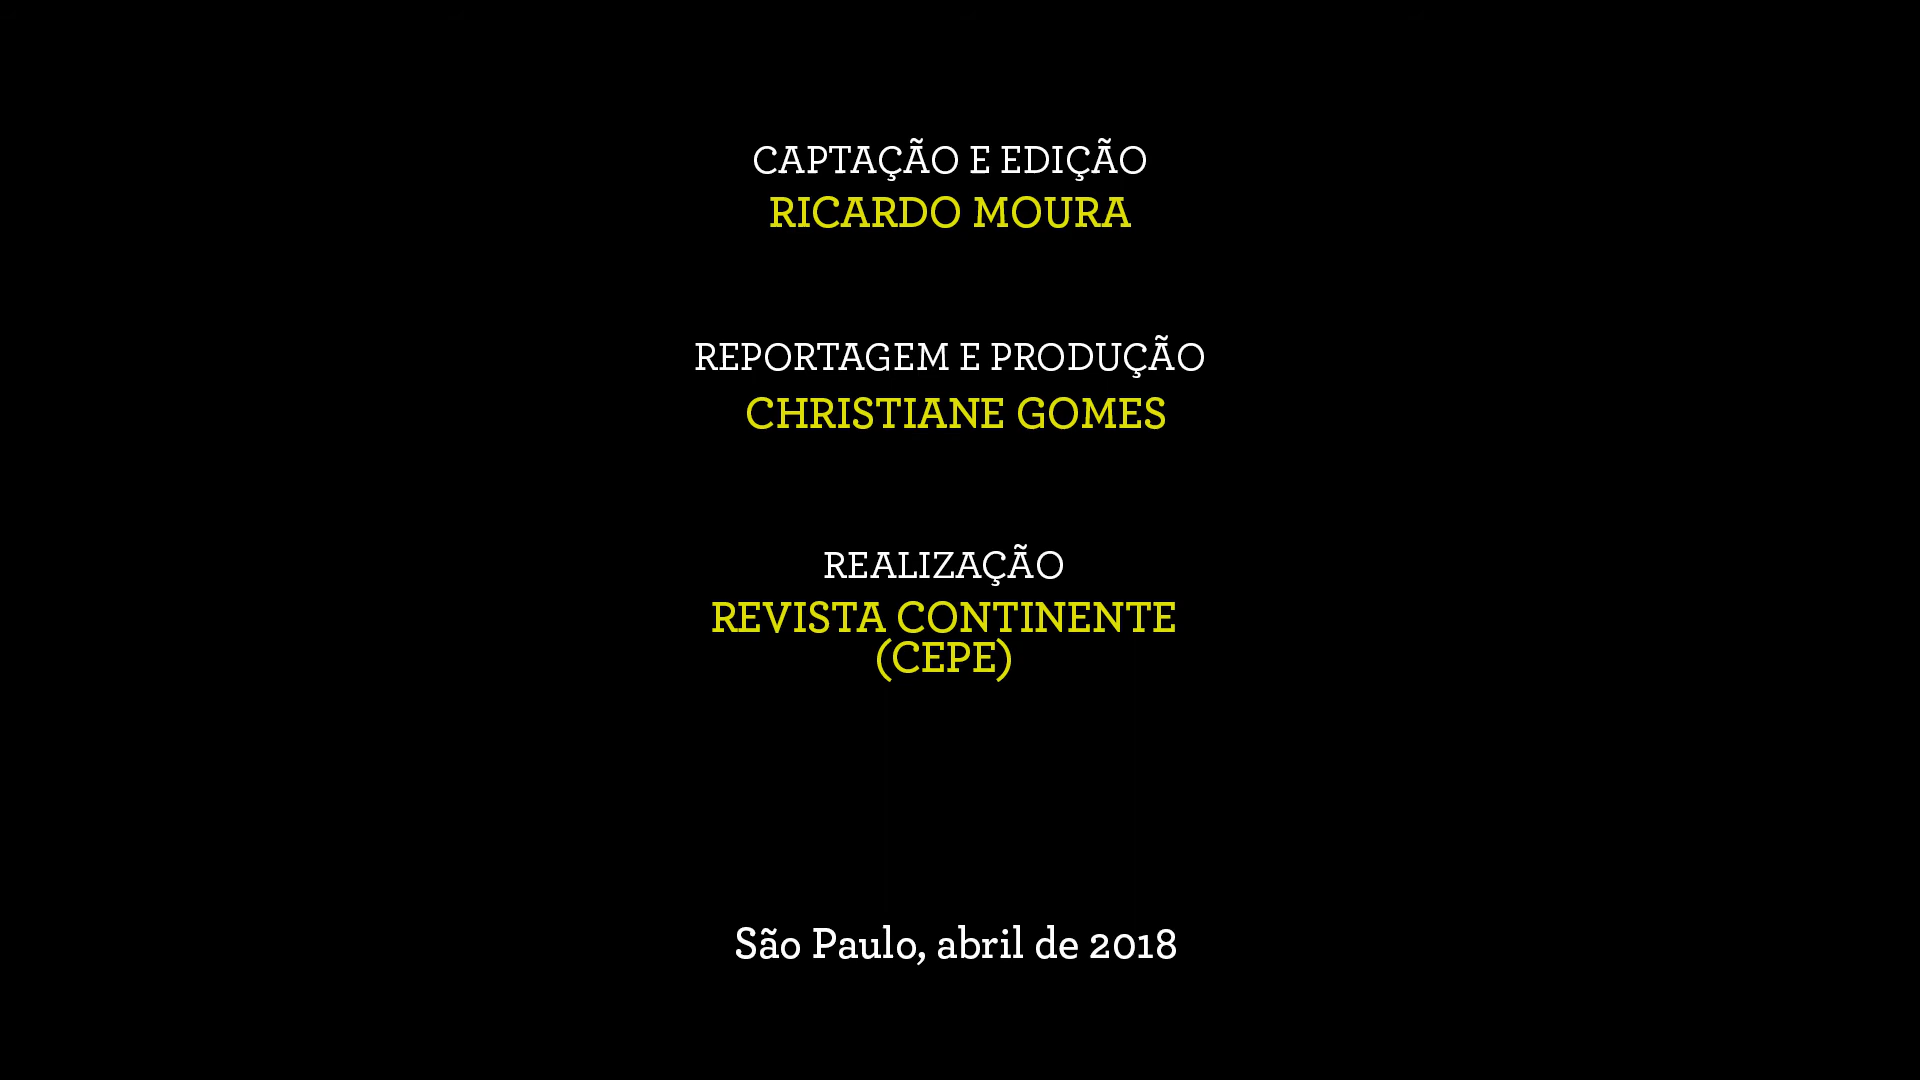 CAPTAÇÃO E EDIÇÃO
RICARDO MOURA
REPORTAGEM E PRODUÇÃO
CHRISTIANE GOMES
REALIZAÇÃO
REVISTA CONTINENTE
(CEPE)
São Paulo, abril de 2018